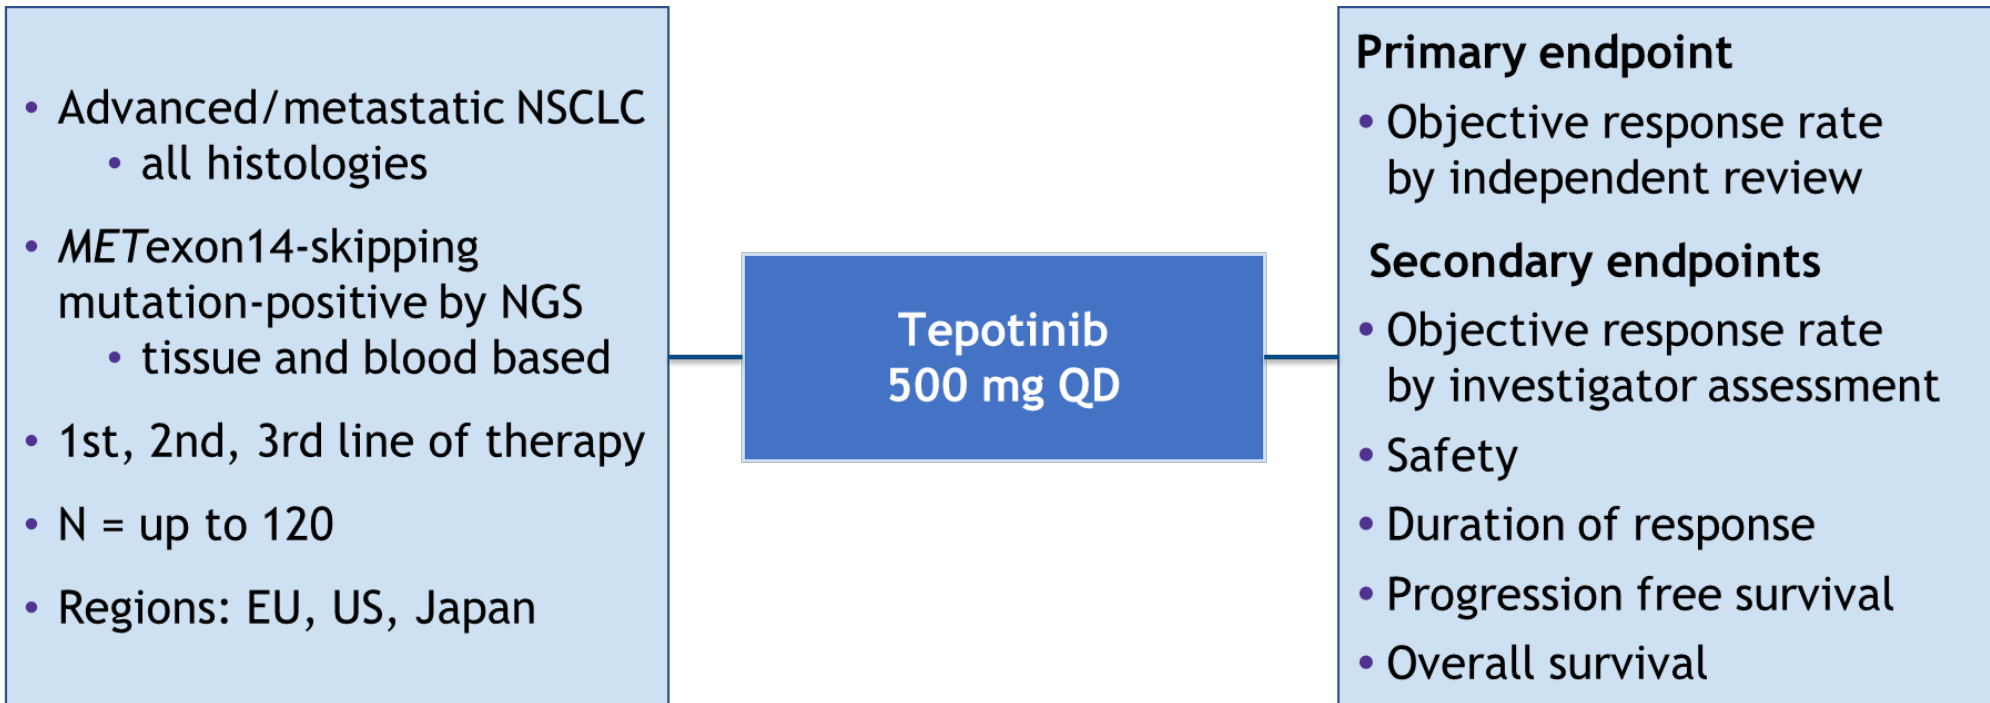 • Advanced/metastatic NSCLC
• all histologies
• METexon14-skipping
mutation-positive by NGS
• tissue and blood based
• 1st, 2nd, 3rd line of therapy
• N = up to 120
• Regions: EU, US, Japan
Tepotinib
500 mg QD
Primary endpoint
• Objective response rate
by independent review
Secondary endpoints
• Objective response rate
by investigator assessment
• Safety
• Duration of response
• Progression free survival
• Overall survival